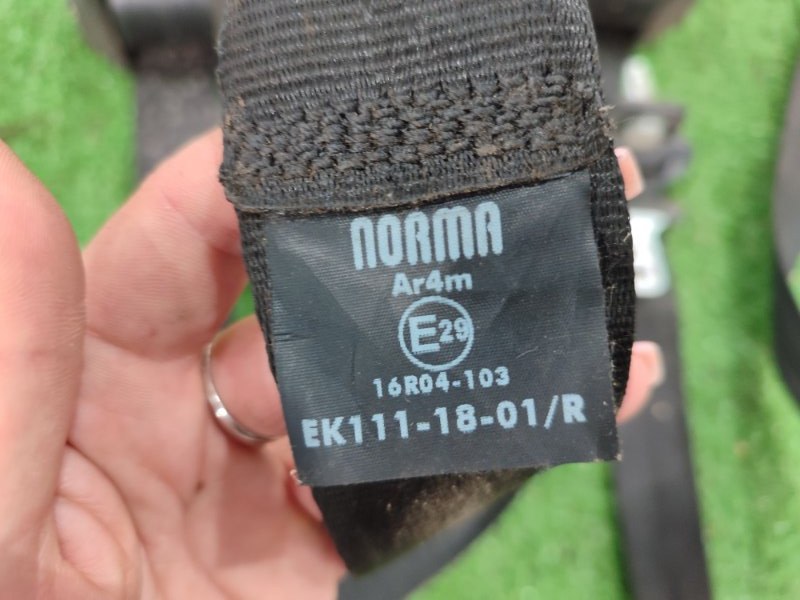 NORMA
Ar4m
E29
16R04-103
EK111-18-01/R